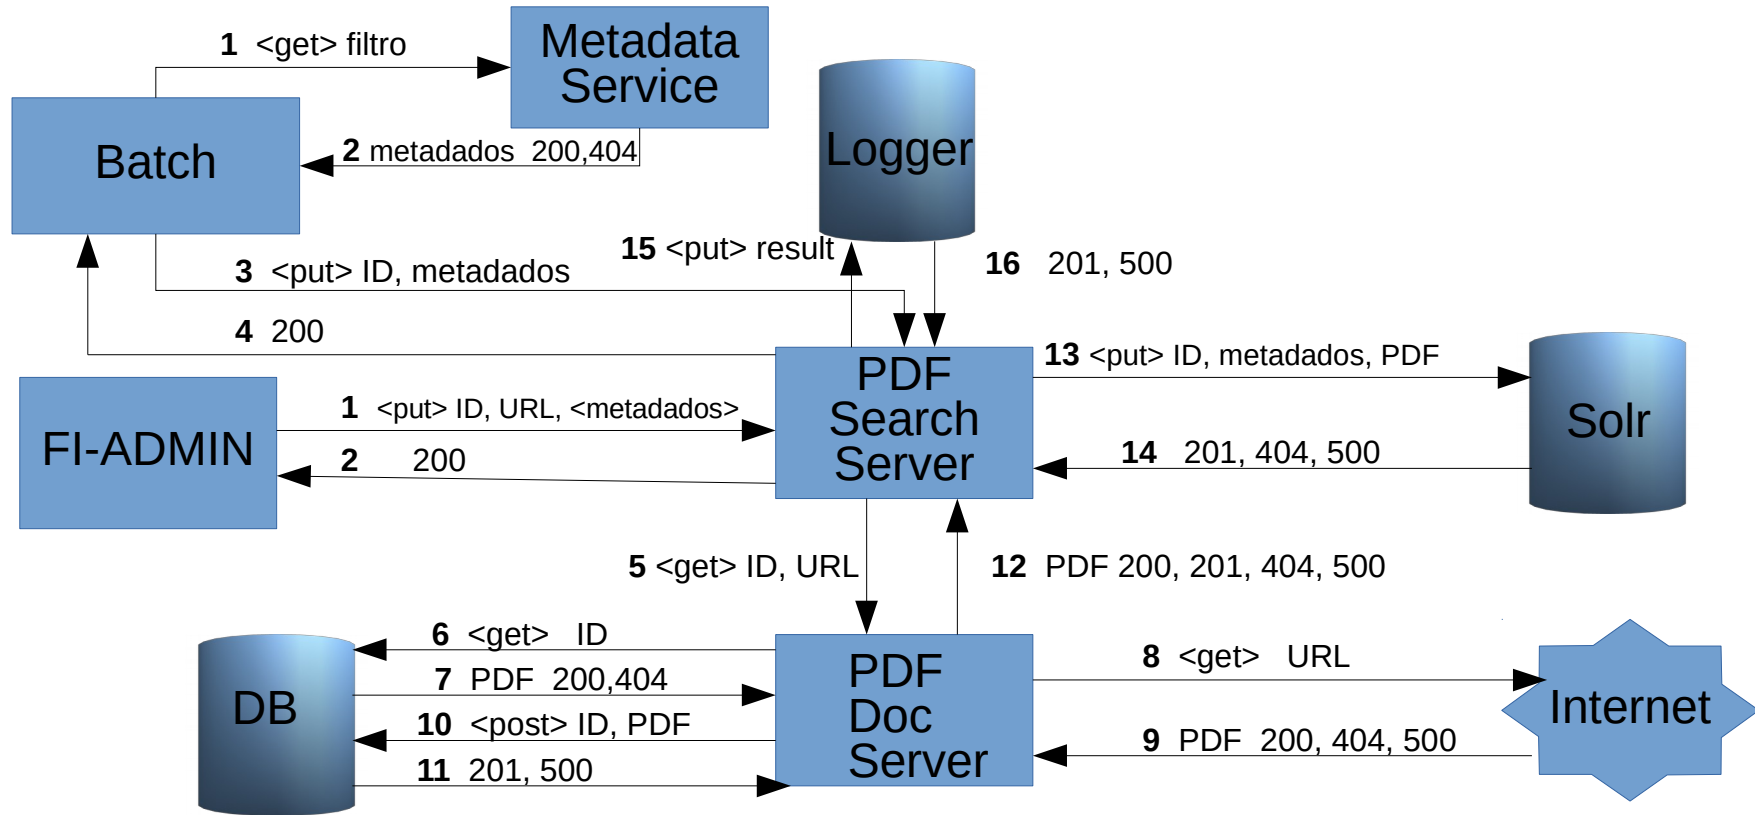 1 <get> filtro
Metadata
Service
Batch
2 metadados 200,404
Logger
15 <put> result
16 201, 500
3 <put> ID, metadados
4 200
13 <put> ID, metadados, PDF
PDF
Search
Server
Solr
FI-ADMIN
1 <put> ID, URL, <metadados>
2 200
14 201, 404, 500
5 <get> ID, URL
12 PDF 200, 201, 404, 500
6 <get> ID
7 PDF 200,404
DB
10 <post> ID, PDF
11 201, 500
PDF
Doc
Server
8 <get> URL
Internet
9 PDF 200, 404, 500